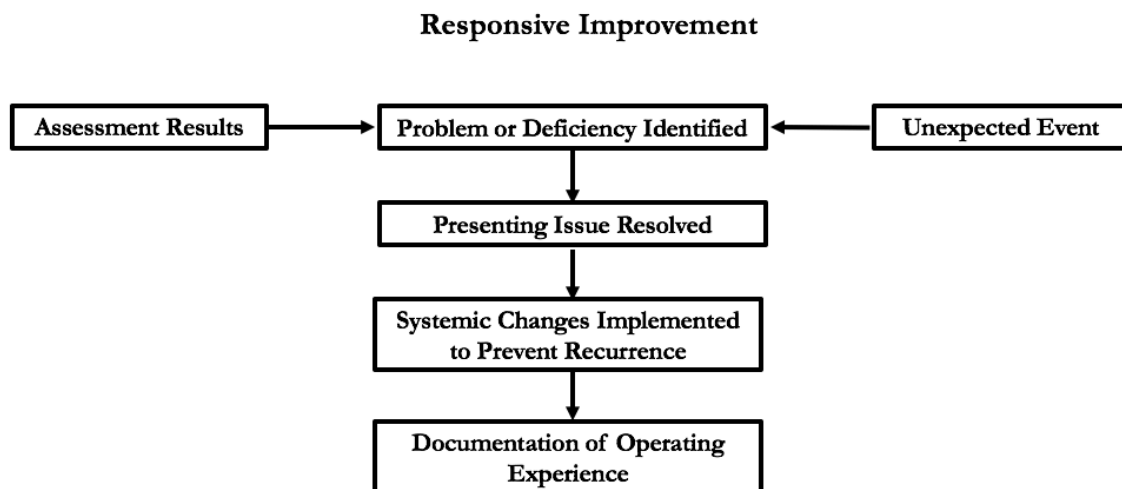 Responsive Improvement
Assessment Results
Problem or Deficiency Identified
Unexpected Event
Presenting Issue Resolved
Systemic Changes Implemented
to Prevent Recurrence
Documentation of Operating
Experience